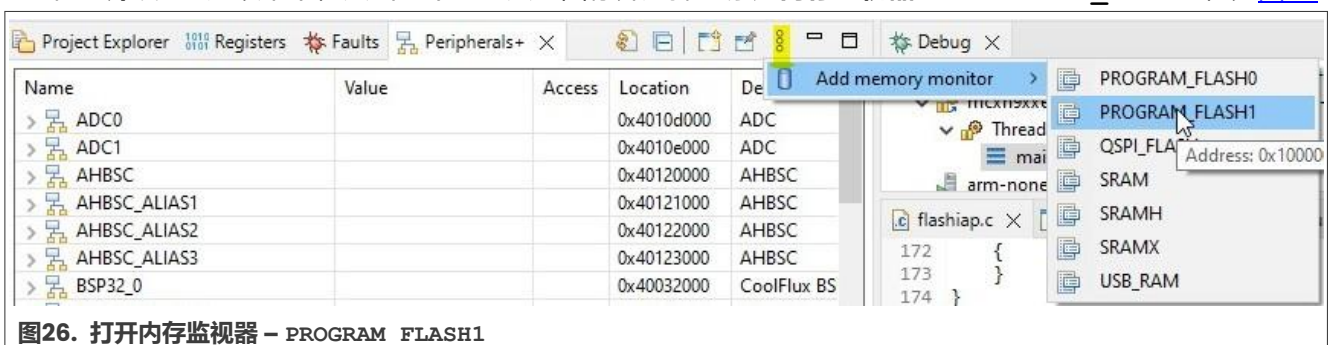 Project Explorer Registers Faults Peripherals+ Debug
Name Value Access Location De
Add memory monitor
ADC0 0x4010d000 ADC
ADC1 0x4010e000 ADC
AHBSC 0x40120000 AHBSC
AHBSC_ALIAS1 0x40121000 AHBSC
AHBSC_ALIAS2 0x40122000 AHBSC
AHBSC_ALIAS3 0x40123000 AHBSC
BSP32_0 0x40032000 CoolFlux BS
Thread
mai
arm-none
flashiap.c
172 {
173 }
174 }
PROGRAM_FLASH0
PROGRAM_FLASH1
QSPI_FLA
Address: 0x10000
SRAM
SRAMH
SRAMX
USB_RAM
图26. 打开内存监视器 – PROGRAM FLASH1